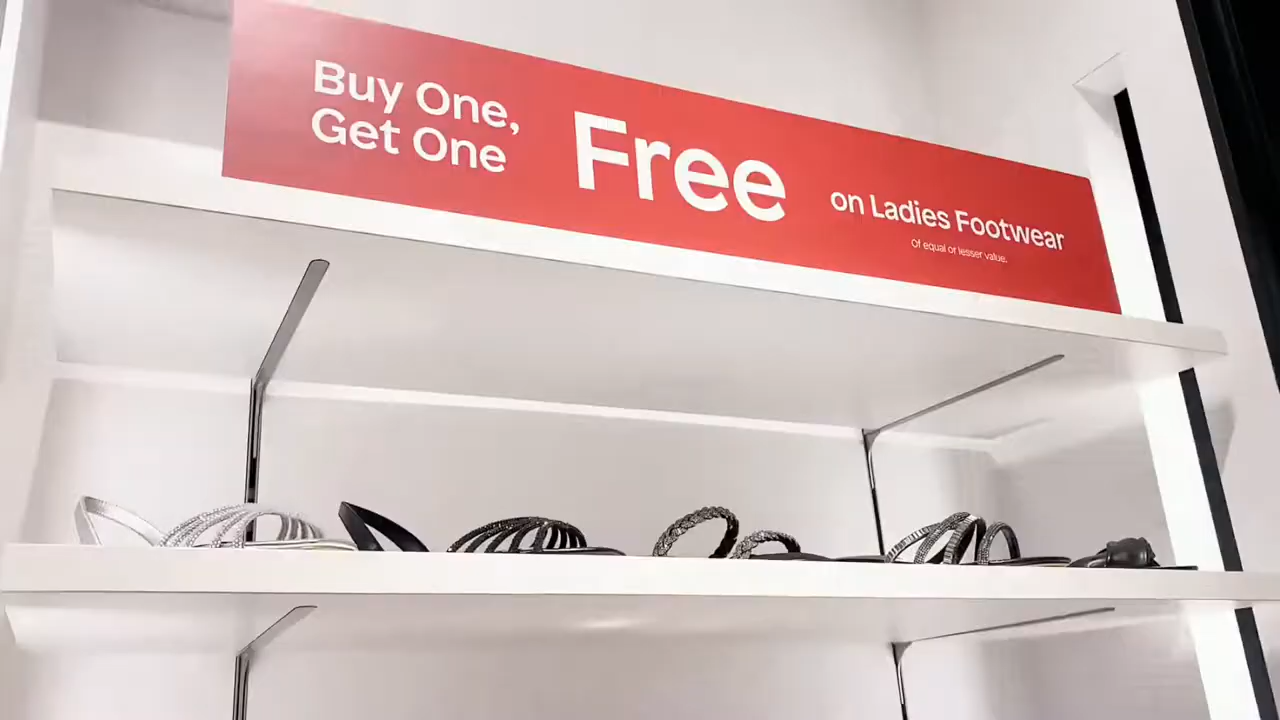 Buy One,
Get One
Free
on Ladies Footwear
Of equal or lesser value.